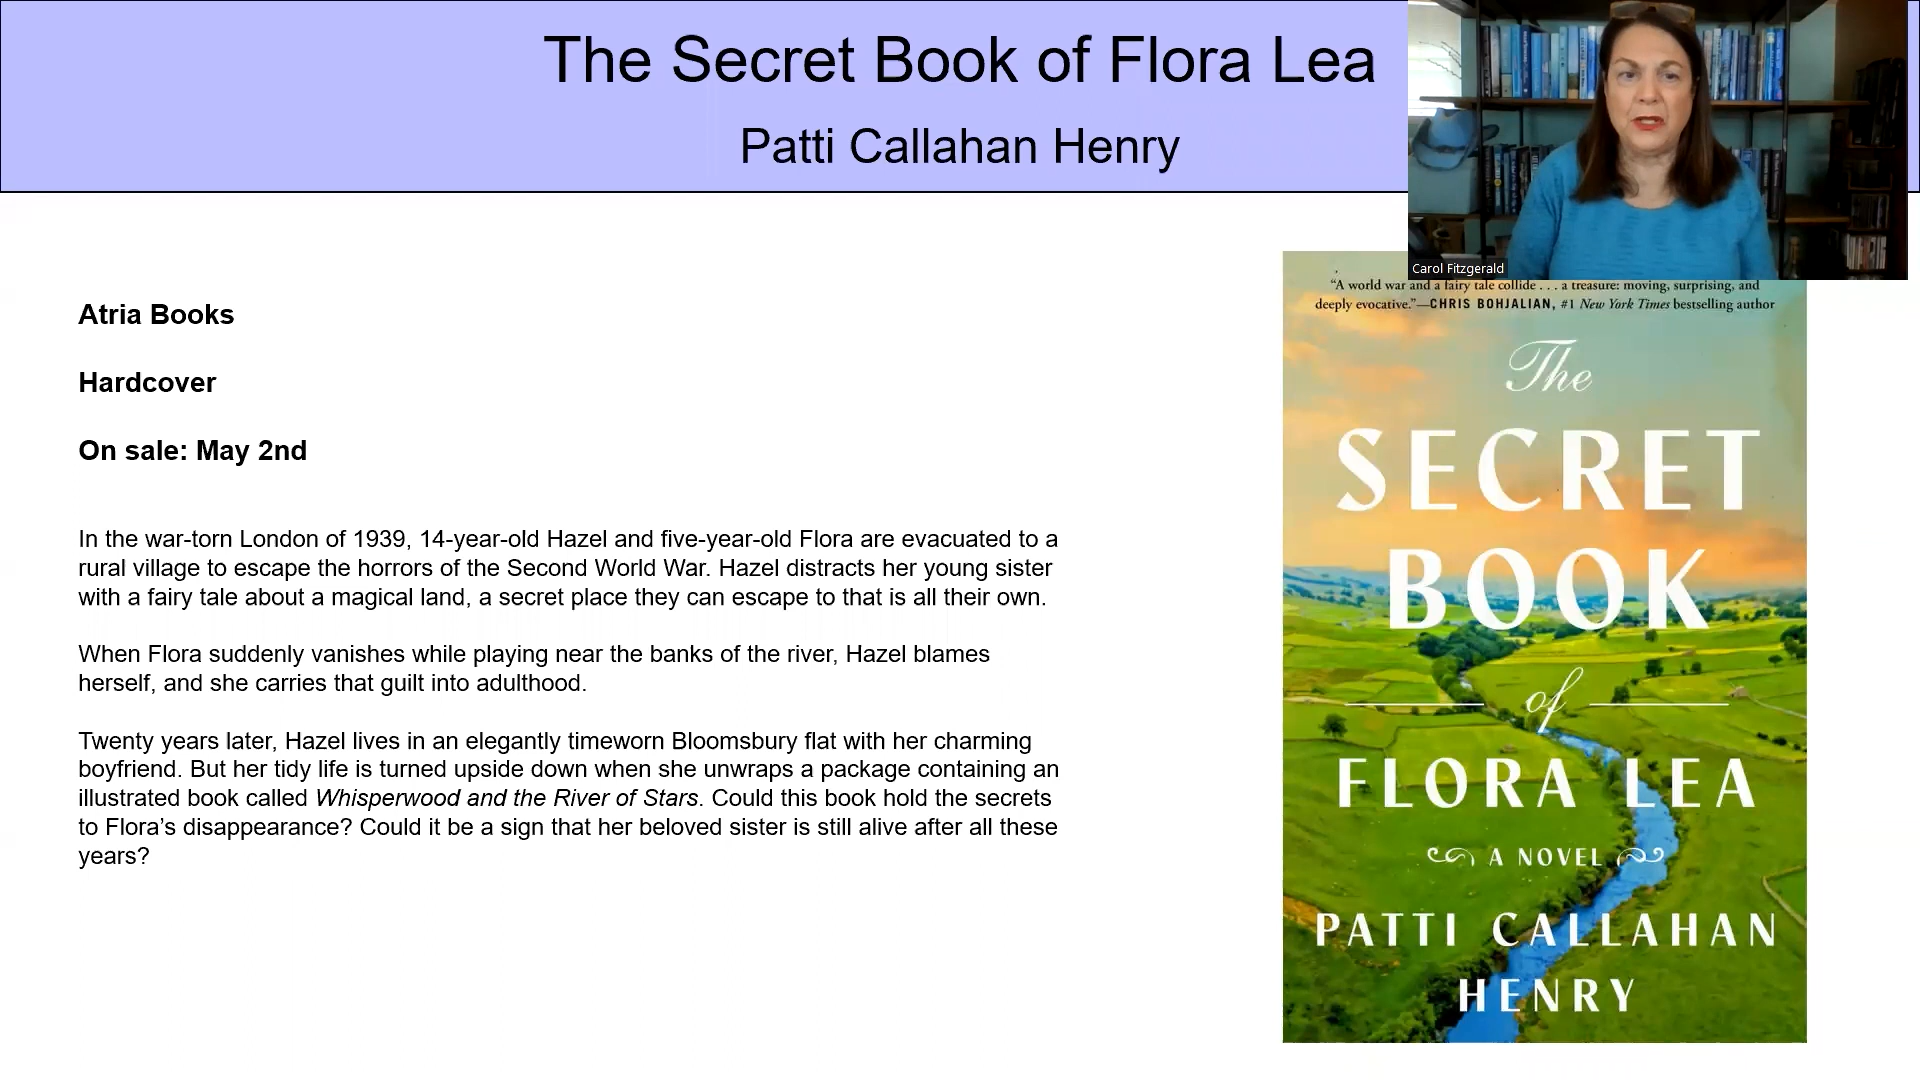 The Secret Book of Flora Lea
Patti Callahan Henry
Carol Fitzgerald
Atria Books
Hardcover
On sale: May 2nd
In the war-torn London of 1939, 14-year-old Hazel and five-year-old Flora are evacuated to a
rural village to escape the horrors of the Second World War. Hazel distracts her young sister
with a fairy tale about a magical land, a secret place they can escape to that is all their own.
When Flora suddenly vanishes while playing near the banks of the river, Hazel blames
herself, and she carries that guilt into adulthood.
Twenty years later, Hazel lives in an elegantly timeworn Bloomsbury flat with her charming
boyfriend. But her tidy life is turned upside down when she unwraps a package containing an
illustrated book called Whisperwood and the River of Stars. Could this book hold the secrets
to Flora’s disappearance? Could it be a sign that her beloved sister is still alive after all these
years?
“A world war and a fairy tale collide . . . a treasure: moving, surprising, and
deeply evocative.”—CHRIS BOHJALIAN, #1 New York Times bestselling author
The
SECRET
BOOK
of
FLORA LEA
A NOVEL
PATTI CALLAHAN
HENRY